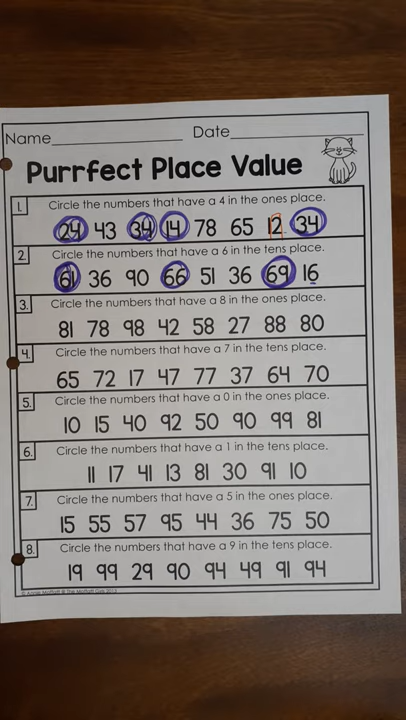 Name____________ Date____________
Purrfect Place Value
1. Circle the numbers that have a 4 in the ones place.
24 43 34 14 78 65 12 34
2. Circle the numbers that have a 6 in the tens place.
61 36 90 66 51 36 69 16
3. Circle the numbers that have a 8 in the ones place.
81 78 98 42 58 27 88 80
4. Circle the numbers that have a 7 in the tens place.
65 72 17 47 77 37 64 70
5. Circle the numbers that have a 0 in the ones place.
10 15 40 92 50 90 99 81
6. Circle the numbers that have a 1 in the tens place.
11 17 41 13 81 30 91 10
7. Circle the numbers that have a 5 in the ones place.
15 55 57 95 44 36 75 50
8. Circle the numbers that have a 9 in the tens place.
19 99 29 90 94 49 91 94